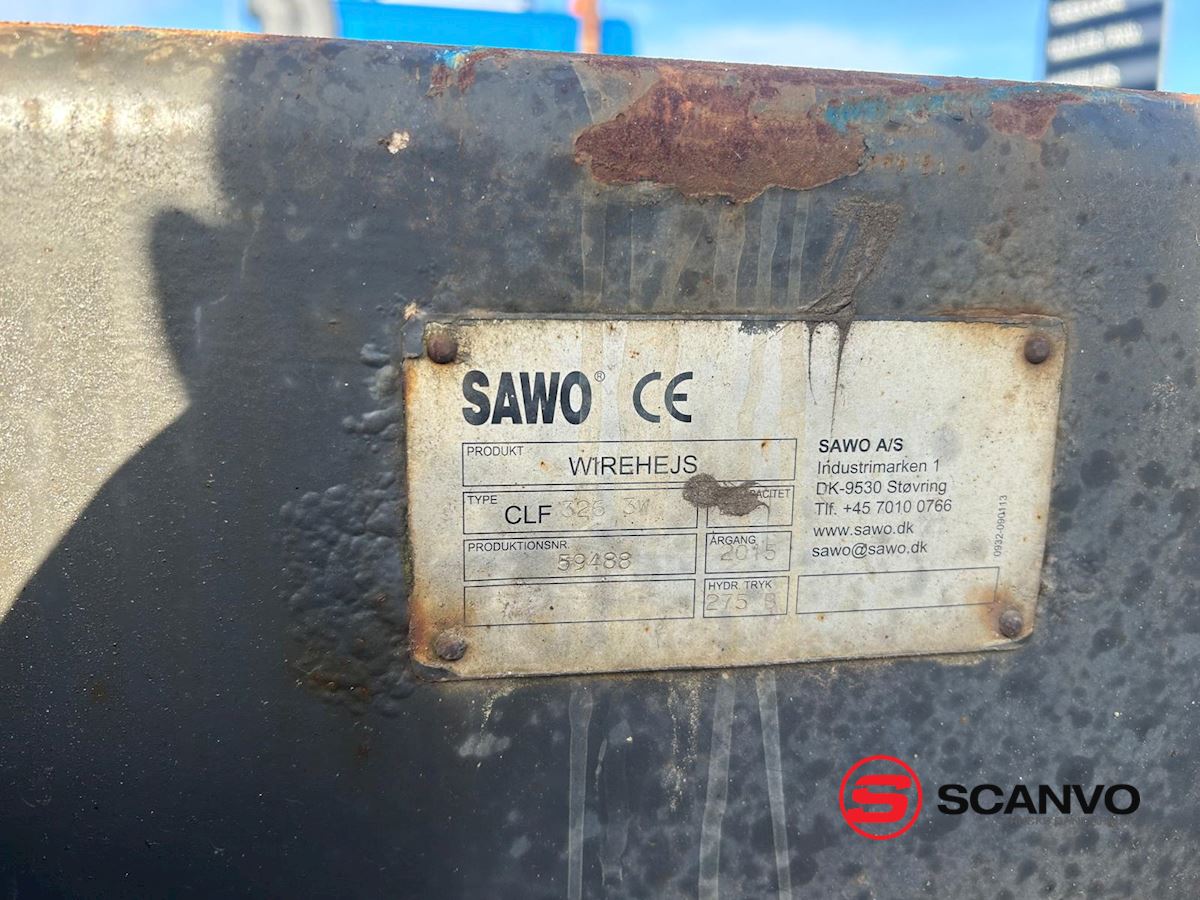 SAWO® CE
PRODUKT
WIREHEJS
TYPE
CLF 326 3W
PRODUKTIONSNR.
59488
ÅRGANG
2015
HYDR. TRYK
275 B
SAWO A/S
Industrimarken 1
DK-9530 Støvring
Tlf. +45 7010 0766
www.sawo.dk
sawo@sawo.dk
0932-090113
SCANVO